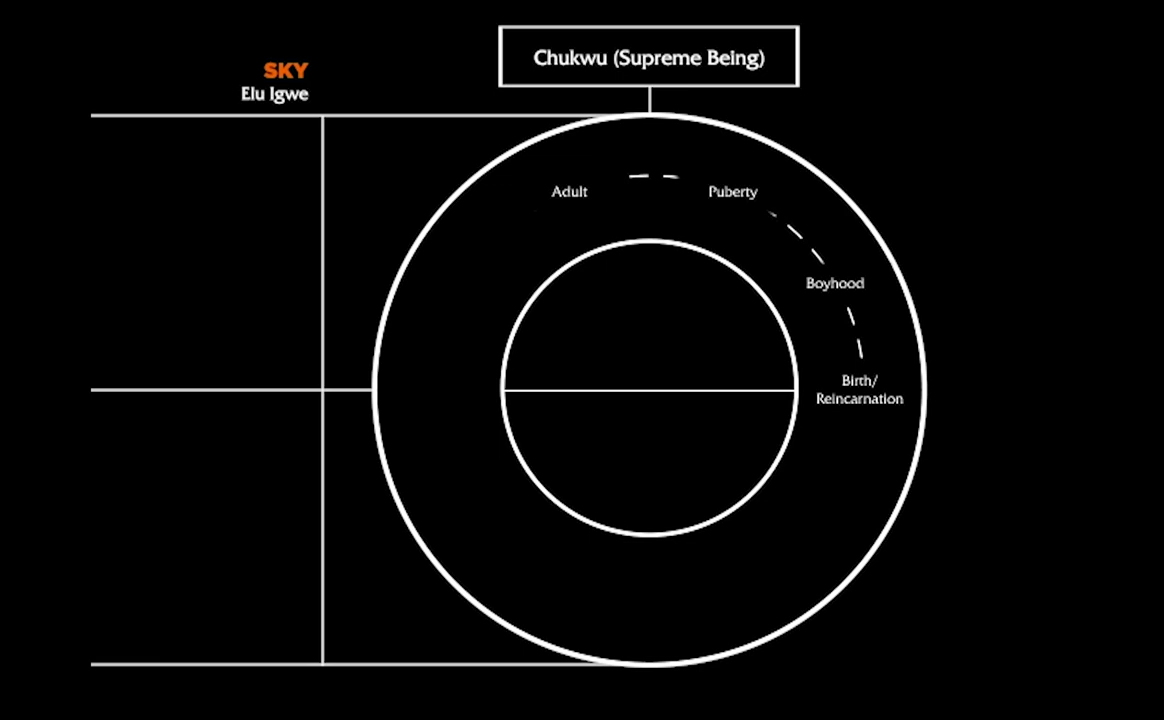 Chukwu (Supreme Being)
SKY
Elu Igwe
Adult
Puberty
Boyhood
Birth/
Reincarnation